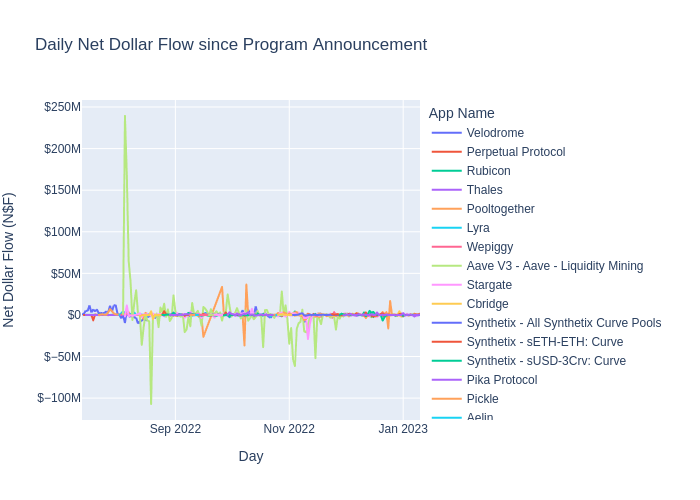 Daily Net Dollar Flow since Program Announcement
Net Dollar Flow (N$F)
$250M
$200M
$150M
$100M
$50M
$0
$−50M
$−100M
Sep 2022
Nov 2022
Jan 2023
Day
App Name
Velodrome
Perpetual Protocol
Rubicon
Thales
Pooltogether
Lyra
Wepiggy
Aave V3 - Aave - Liquidity Mining
Stargate
Cbridge
Synthetix - All Synthetix Curve Pools
Synthetix - sETH-ETH: Curve
Synthetix - sUSD-3Crv: Curve
Pika Protocol
Pickle
Aelin